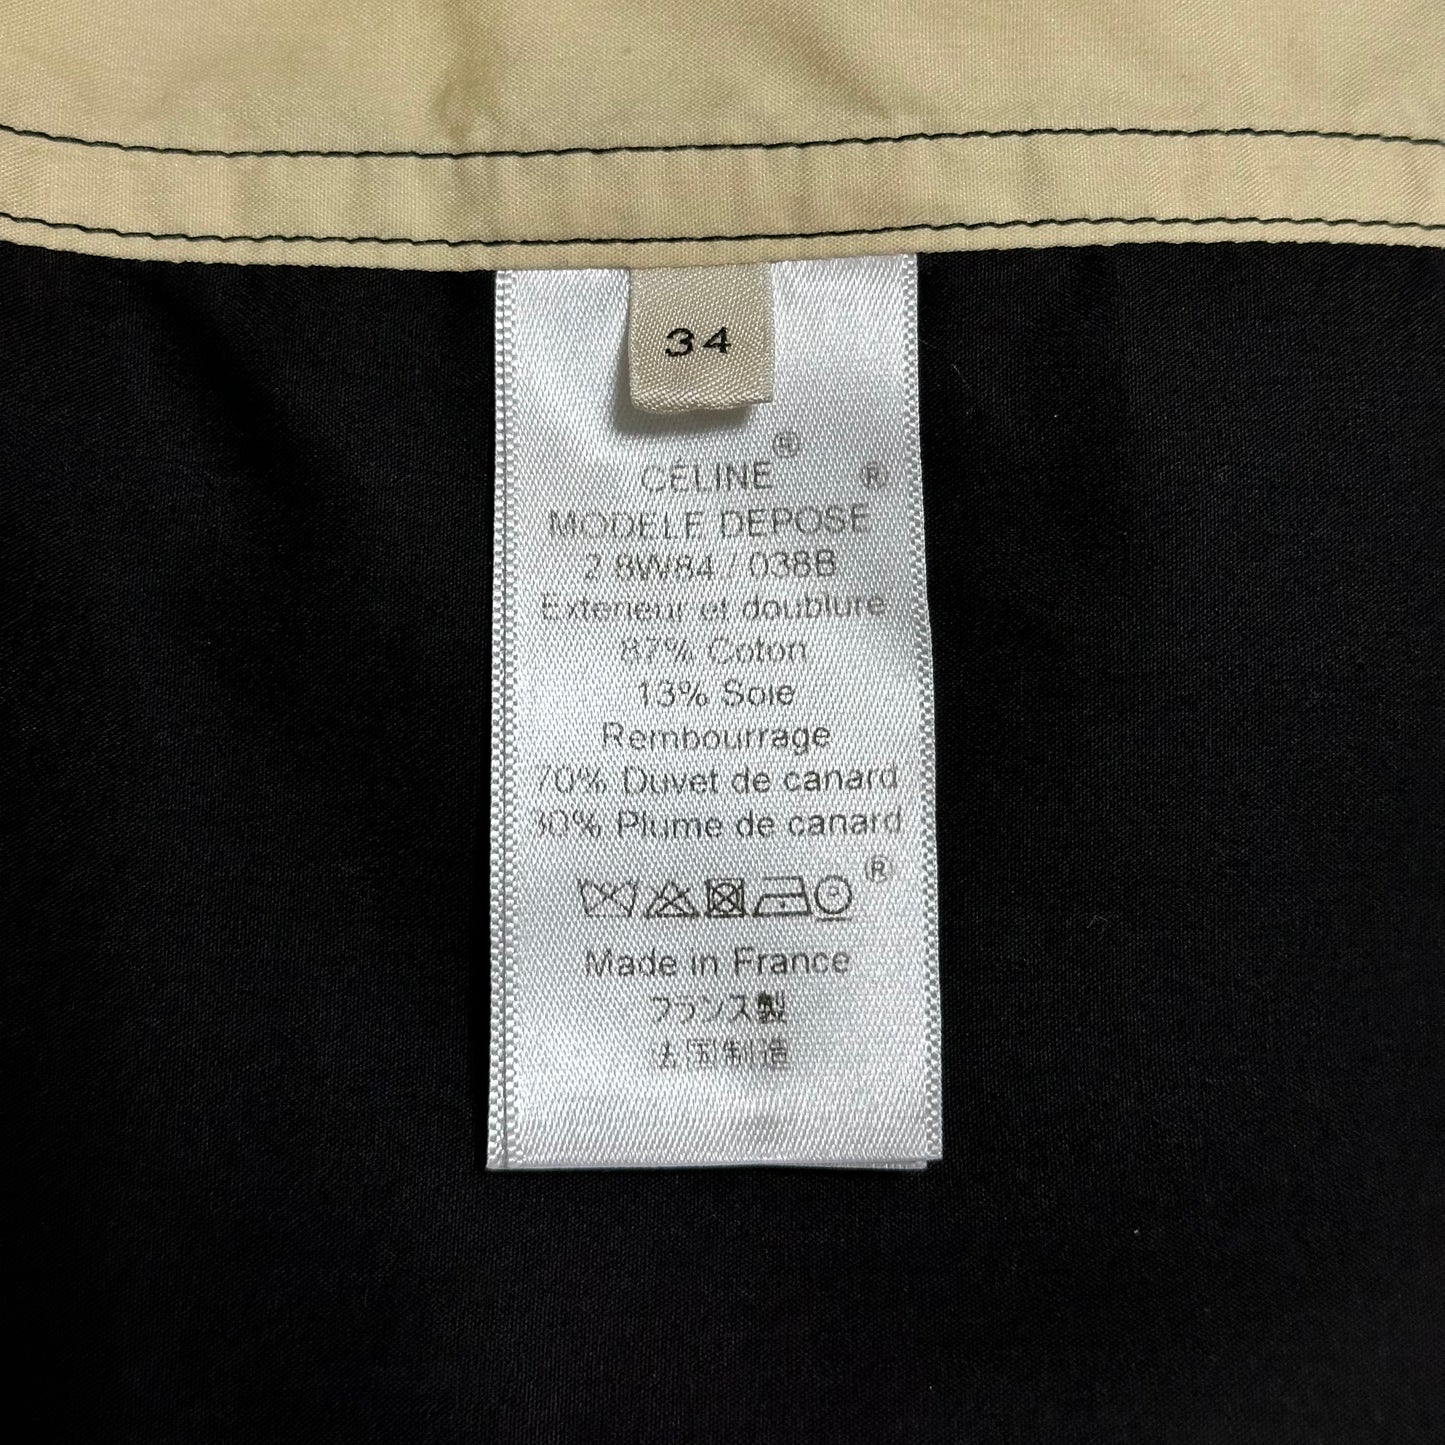 34
CÉLINE ®
MODELE DEPOSE ®
2 8W84 / 038B
Exterieur et doublure
87% Coton
13% Soie
Rembourrage
70% Duvet de canard
30% Plume de canard
®
Made in France
フランス製
法国制造